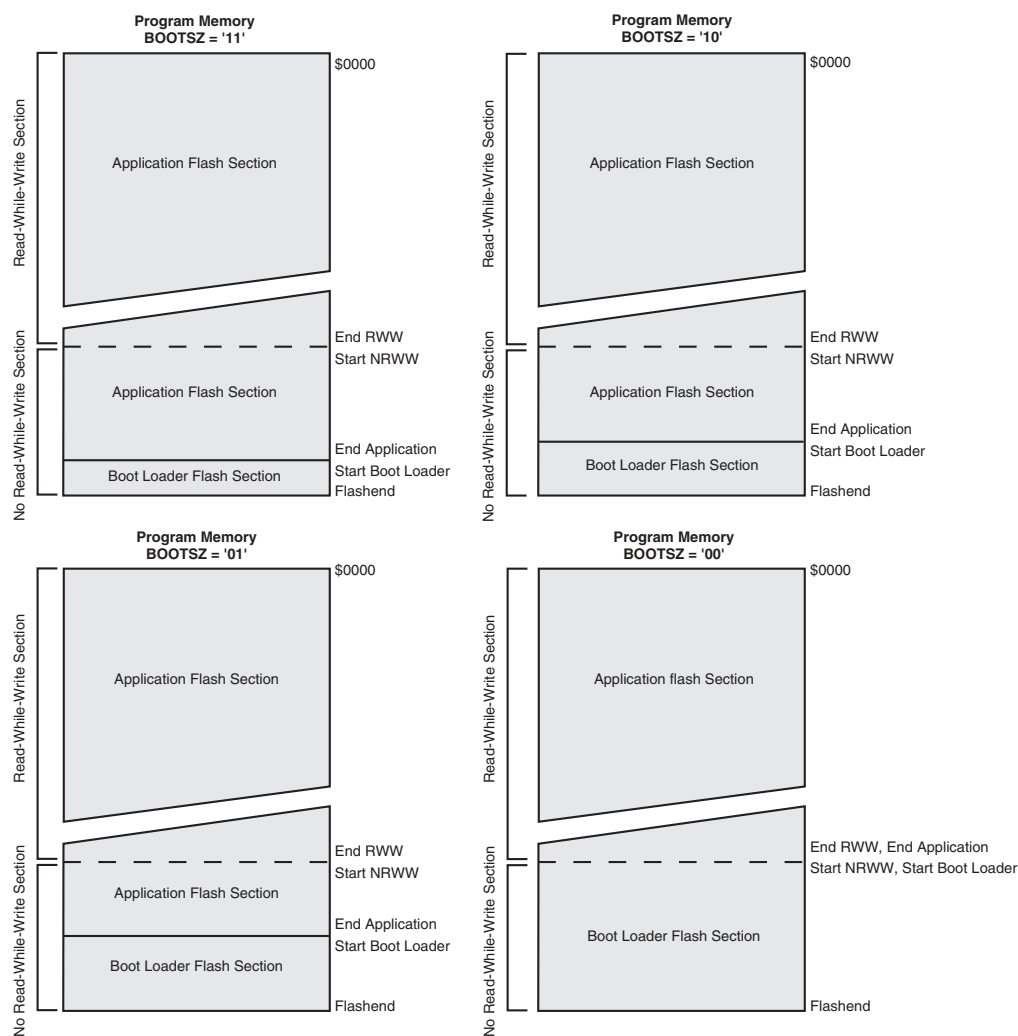 Program Memory
BOOTSZ = '11'
$0000
Read-While-Write Section
Application Flash Section
End RWW
Start NRWW
No Read-While-Write Section
Application Flash Section
End Application
Start Boot Loader
Boot Loader Flash Section
Flashend
Program Memory
BOOTSZ = '10'
$0000
Read-While-Write Section
Application Flash Section
End RWW
Start NRWW
No Read-While-Write Section
Application Flash Section
End Application
Start Boot Loader
Boot Loader Flash Section
Flashend
Program Memory
BOOTSZ = '01'
$0000
Read-While-Write Section
Application Flash Section
End RWW
Start NRWW
No Read-While-Write Section
Application Flash Section
End Application
Start Boot Loader
Boot Loader Flash Section
Flashend
Program Memory
BOOTSZ = '00'
$0000
Read-While-Write Section
Application flash Section
End RWW, End Application
Start NRWW, Start Boot Loader
No Read-While-Write Section
Boot Loader Flash Section
Flashend